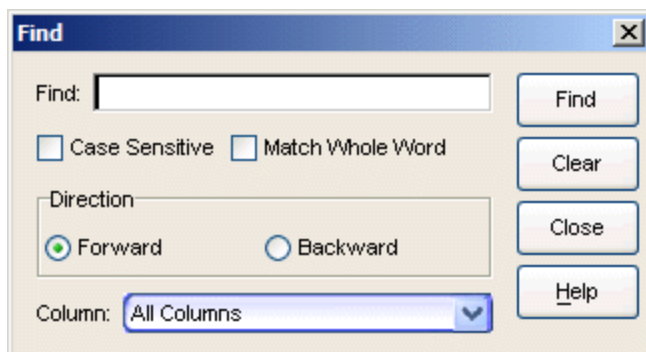 Find
Find:
Find
Case Sensitive
Match Whole Word
Clear
Direction
Forward
Backward
Close
Column: All Columns
Help